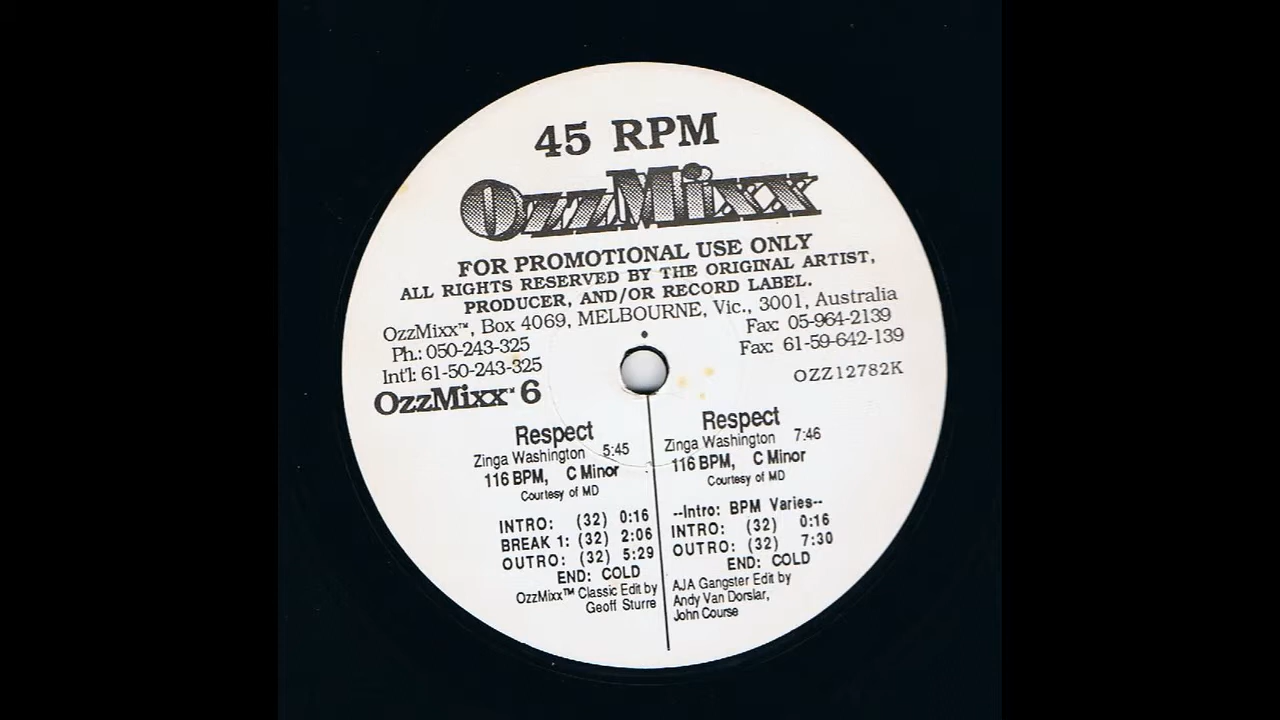 45 RPM
OzzMixx
FOR PROMOTIONAL USE ONLY
ALL RIGHTS RESERVED BY THE ORIGINAL ARTIST,
PRODUCER, AND/OR RECORD LABEL.
OzzMixx™, Box 4069, MELBOURNE, Vic., 3001, Australia
Ph.: 050-243-325
Int'l: 61-50-243-325
Fax: 05-964-2139
Fax: 61-59-642-139
OzzMixx™ 6
OZZ12782K
Respect
Zinga Washington 5:45
116 BPM, C Minor
Courtesy of MD
INTRO: (32) 0:16
BREAK 1: (32) 2:06
OUTRO: (32) 5:29
END: COLD
OzzMixx™ Classic Edit by
Geoff Sturre
Respect
Zinga Washington 7:46
116 BPM, C Minor
Courtesy of MD
--Intro: BPM Varies--
INTRO: (32) 0:16
OUTRO: (32) 7:30
END: COLD
AJA Gangster Edit by
Andy Van Dorslar,
John Course